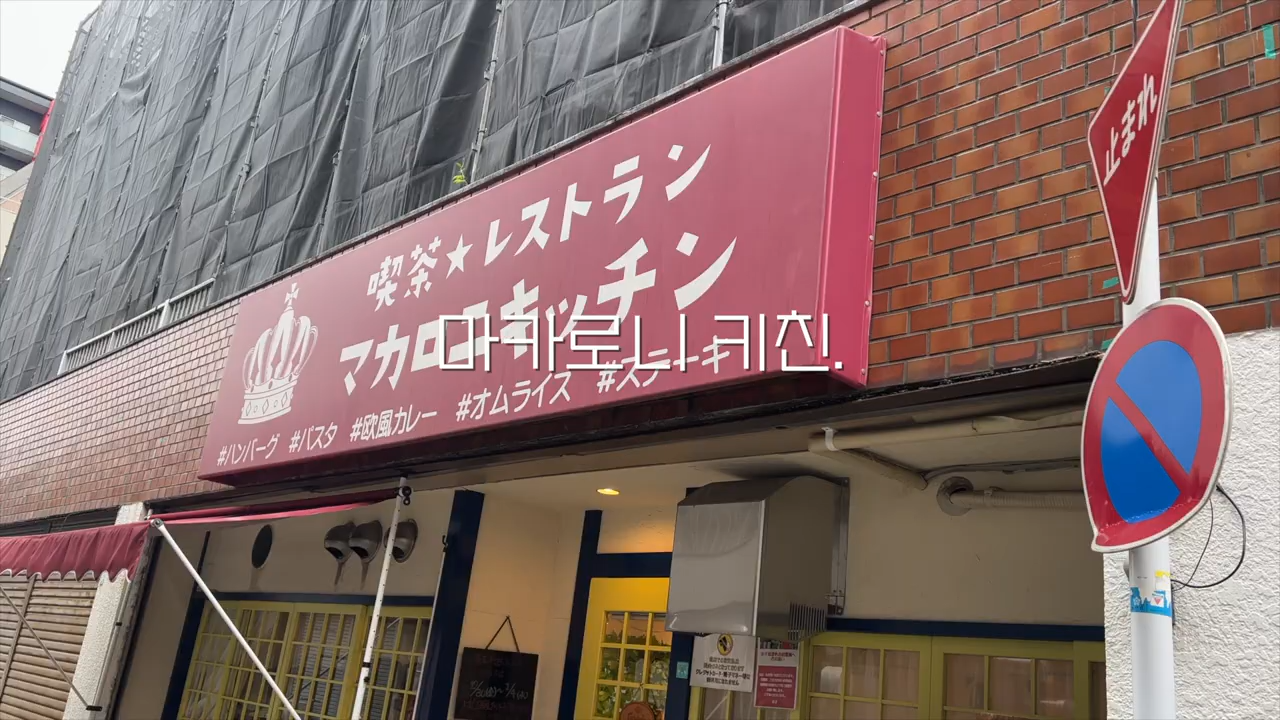 喫茶★レストラン
マカロニキッチン
마카로니 키친.
#ハンバーグ #パスタ #欧風カレー #オムライス #ステーキ
止まれ